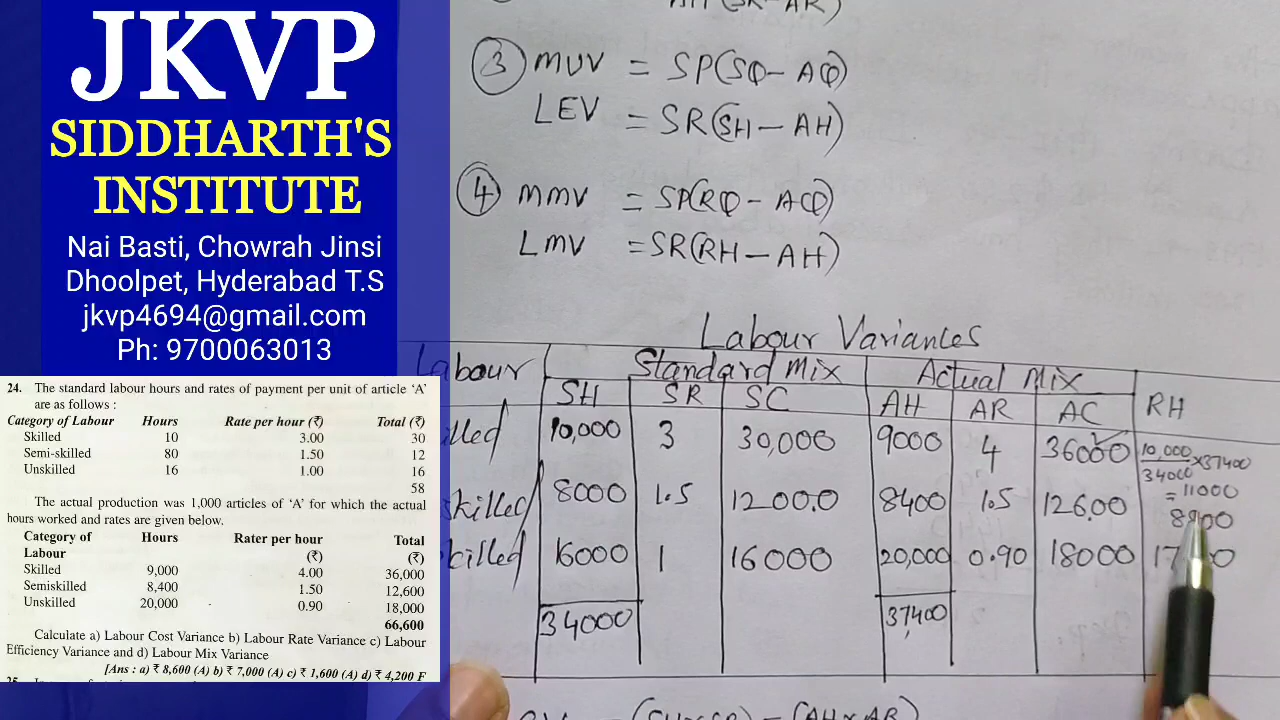 JKVP
SIDDHARTH'S
INSTITUTE
Nai Basti, Chowrah Jinsi
Dhoolpet, Hyderabad T.S
jkvp4694@gmail.com
Ph: 9700063013
24. The standard labour hours and rates of payment per unit of article 'A'
are as follows :
Category of Labour Hours Rate per hour (₹) Total (₹)
Skilled 10 3.00 30
Semi-skilled 80 1.50 12
Unskilled 16 1.00 16
58
The actual production was 1,000 articles of 'A' for which the actual
hours worked and rates are given below.
Category of Hours Rater per hour Total
Labour (₹) (₹)
Skilled 9,000 4.00 36,000
Semiskilled 8,400 1.50 12,600
Unskilled 20,000 0.90 18,000
66,600
Calculate a) Labour Cost Variance b) Labour Rate Variance c) Labour
Efficiency Variance and d) Labour Mix Variance
[Ans : a) ₹ 8,600 (A) b) ₹ 7,000 (A) c) ₹ 1,600 (A) d) ₹ 4,200 F
③ MUV = SP(SQ - AQ)
LEV = SR(SH - AH)
④ MMV = SP(RQ - AQ)
LMV = SR(RH - AH)
Labour Variances
Labour Standard Mix Actual Mix
SH SR SC AH AR AC RH
killed 10,000 3 30,000 9000 4 36000 10,000/34000 × 37400
= 11000
skilled 8000 1.5 12000 8400 1.5 12600 8800
killed 16000 1 16000 20,000 0.90 18000
34000 37400